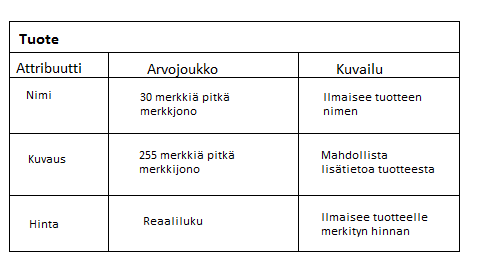 Tuote
Attribuutti Arvojoukko Kuvailu
Nimi 30 merkkiä pitkä Ilmaisee tuotteen
merkkjono nimen
Kuvaus 255 merkkiä pitkä Mahdollista
merkkijono lisätietoa tuotteesta
Hinta Reaaliluku Ilmaisee tuotteelle
merkityn hinnan